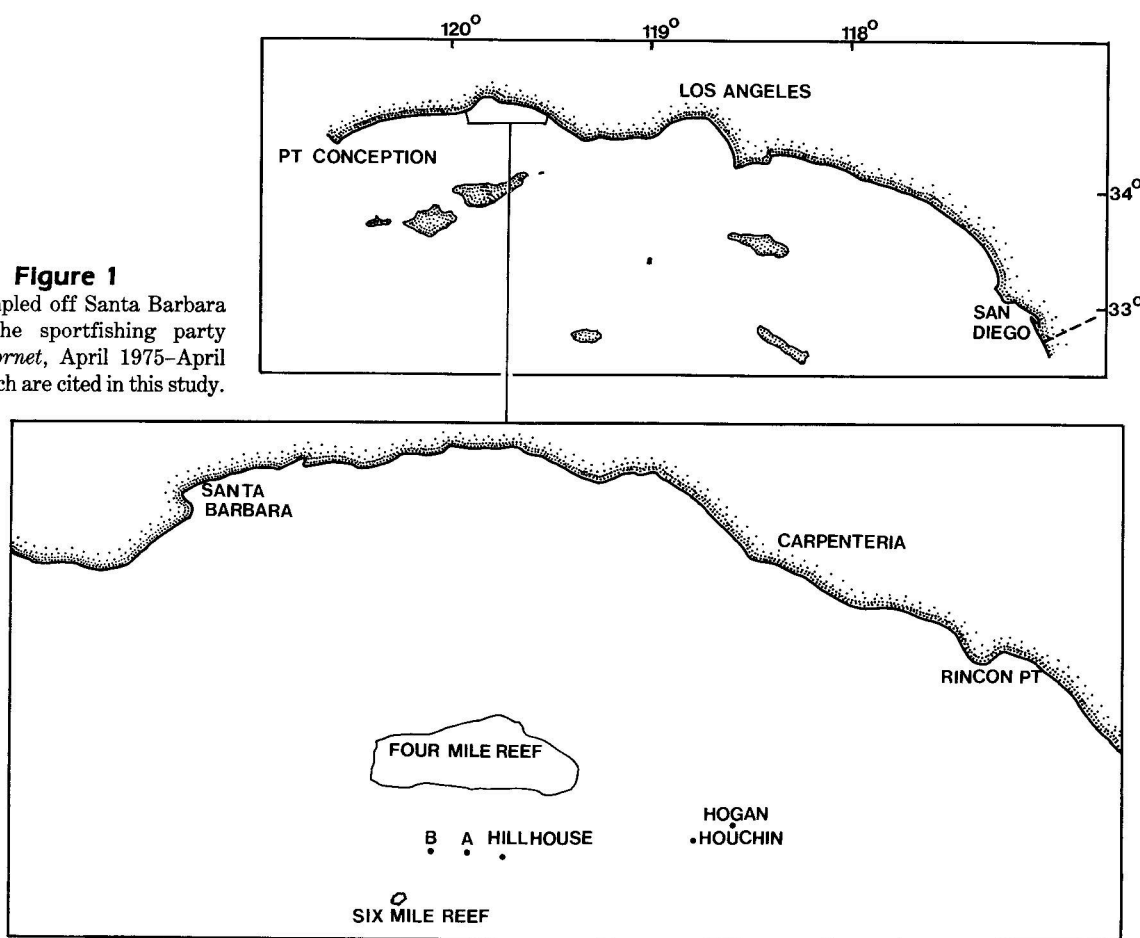 120°
119°
118°
LOS ANGELES
PT CONCEPTION
34°
33°
SAN
DIEGO
Figure 1
pled off Santa Barbara
he sportfishing party
rnet, April 1975–April
ch are cited in this study.
SANTA
BARBARA
CARPENTERIA
RINCON PT
FOUR MILE REEF
HOGAN
HOUCHIN
B A HILLHOUSE
SIX MILE REEF